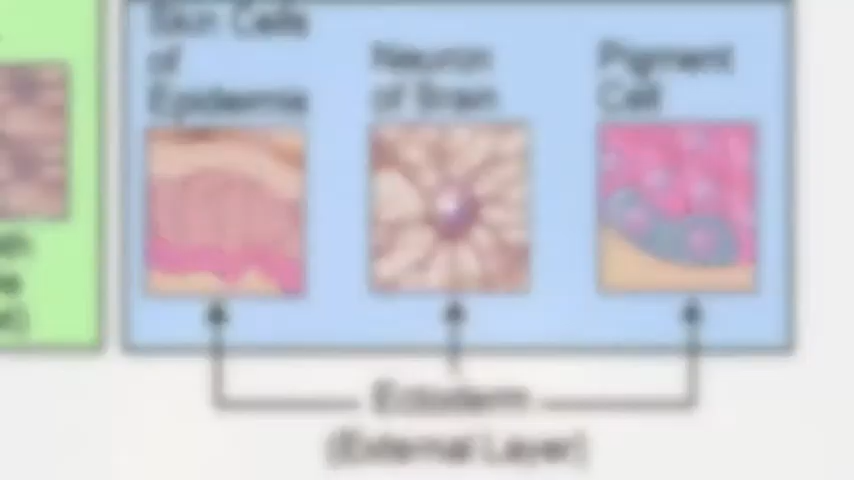 Skin Cells
of
Epidermis
Neuron
of Brain
Pigment
Cell
Ectoderm
(External Layer)